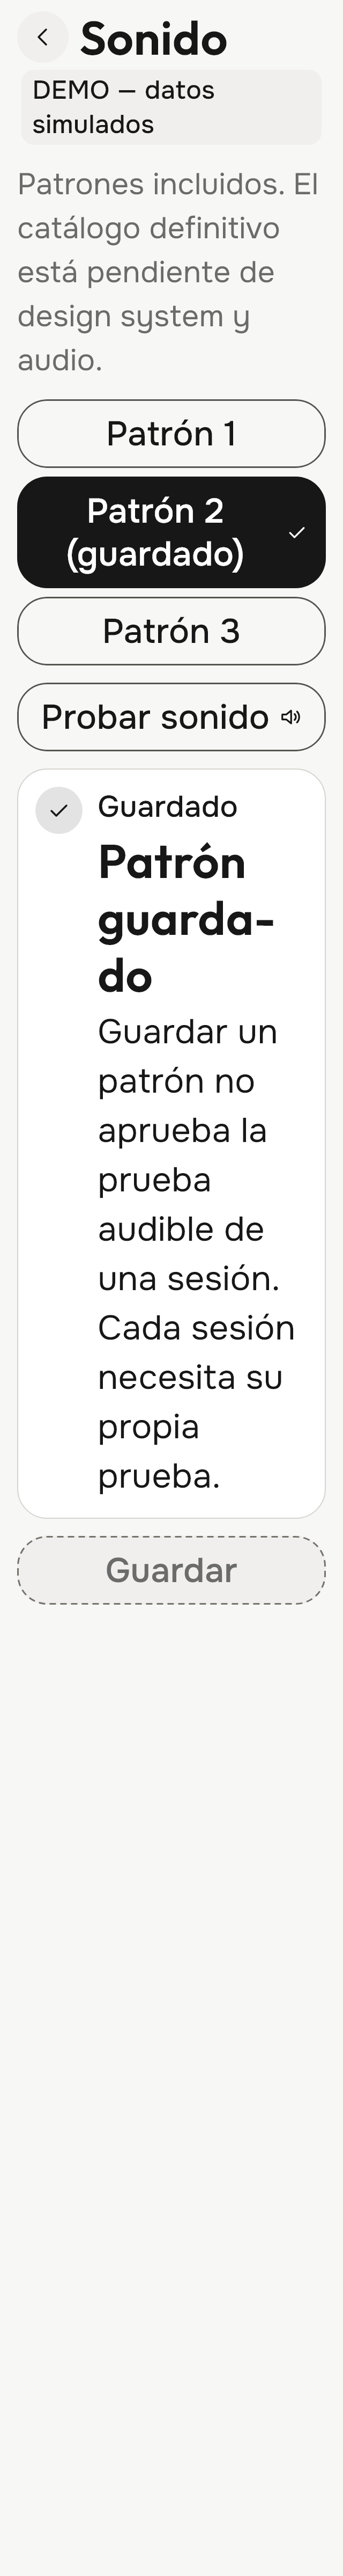 Sonido
DEMO — datos
simulados
Patrones incluidos. El
catálogo definitivo
está pendiente de
design system y
audio.
Patrón 1
Patrón 2
(guardado)
Patrón 3
Probar sonido
Guardado
Patrón
guarda-
do
Guardar un
patrón no
aprueba la
prueba
audible de
una sesión.
Cada sesión
necesita su
propia
prueba.
Guardar